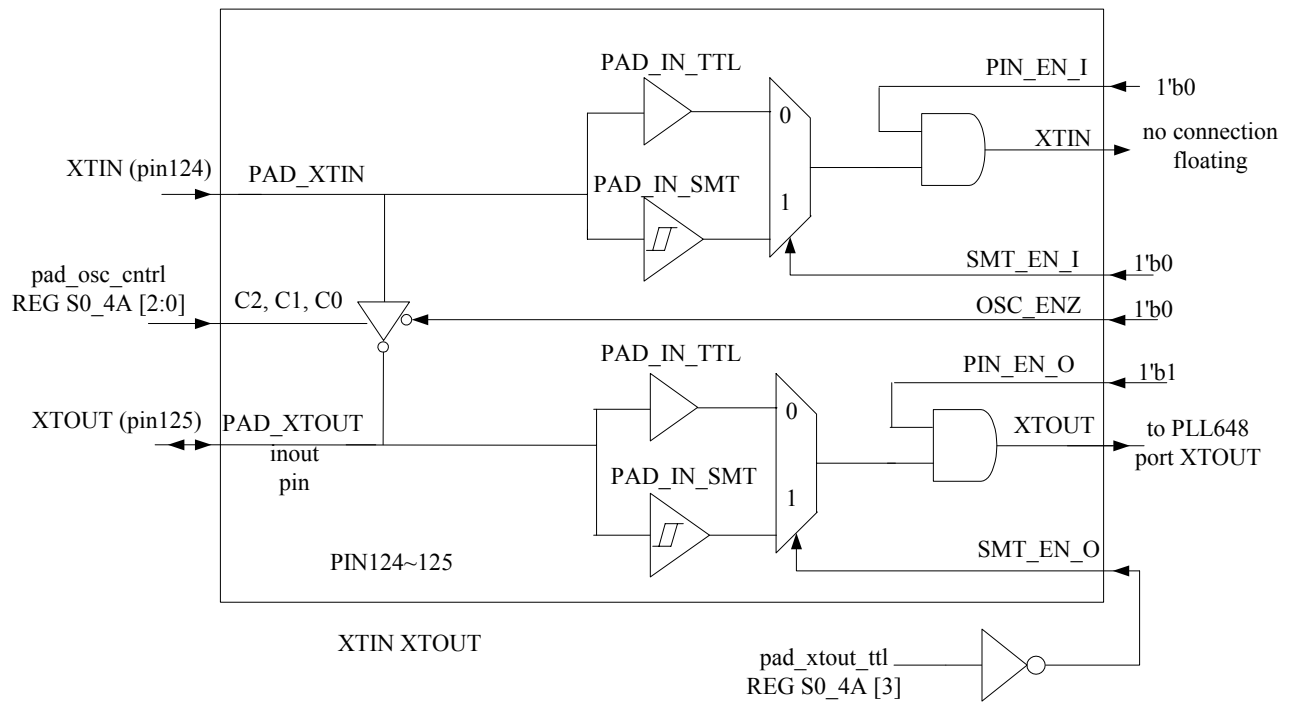 PAD_IN_TTL
PIN_EN_I
1'b0
0
XTIN
no connection
floating
XTIN (pin124)
PAD_XTIN
PAD_IN_SMT
1
SMT_EN_I
1'b0
pad_osc_cntrl
REG S0_4A [2:0]
C2, C1, C0
OSC_ENZ
1'b0
PAD_IN_TTL
PIN_EN_O
1'b1
0
XTOUT (pin125)
PAD_XTOUT
inout
pin
XTOUT
to PLL648
port XTOUT
PAD_IN_SMT
1
SMT_EN_O
PIN124~125
XTIN XTOUT
pad_xtout_ttl
REG S0_4A [3]